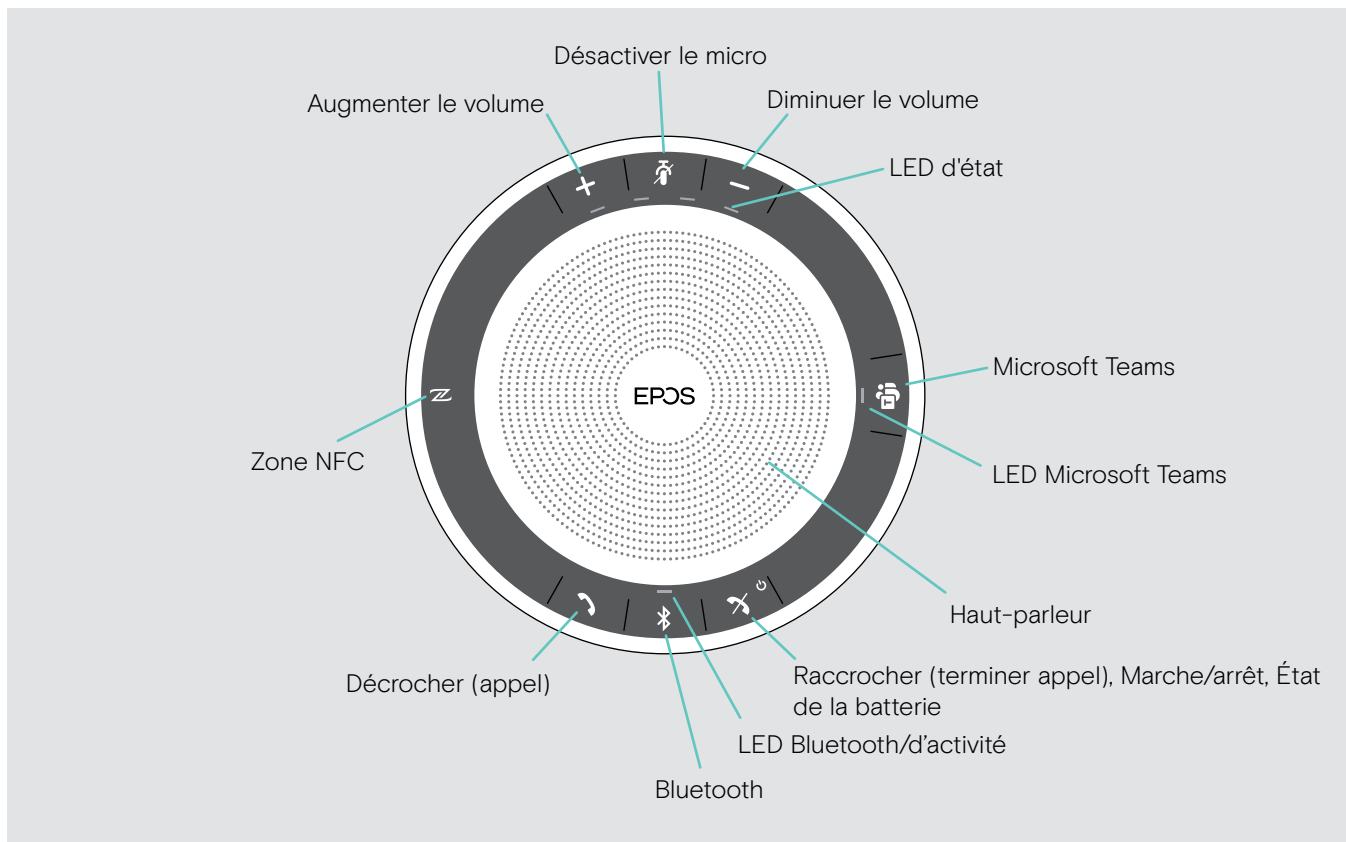 Désactiver le micro
Augmenter le volume
Diminuer le volume
LED d'état
Microsoft Teams
EPOS
Zone NFC
LED Microsoft Teams
Haut-parleur
Décrocher (appel)
Raccrocher (terminer appel), Marche/arrêt, État
de la batterie
LED Bluetooth/d’activité
Bluetooth